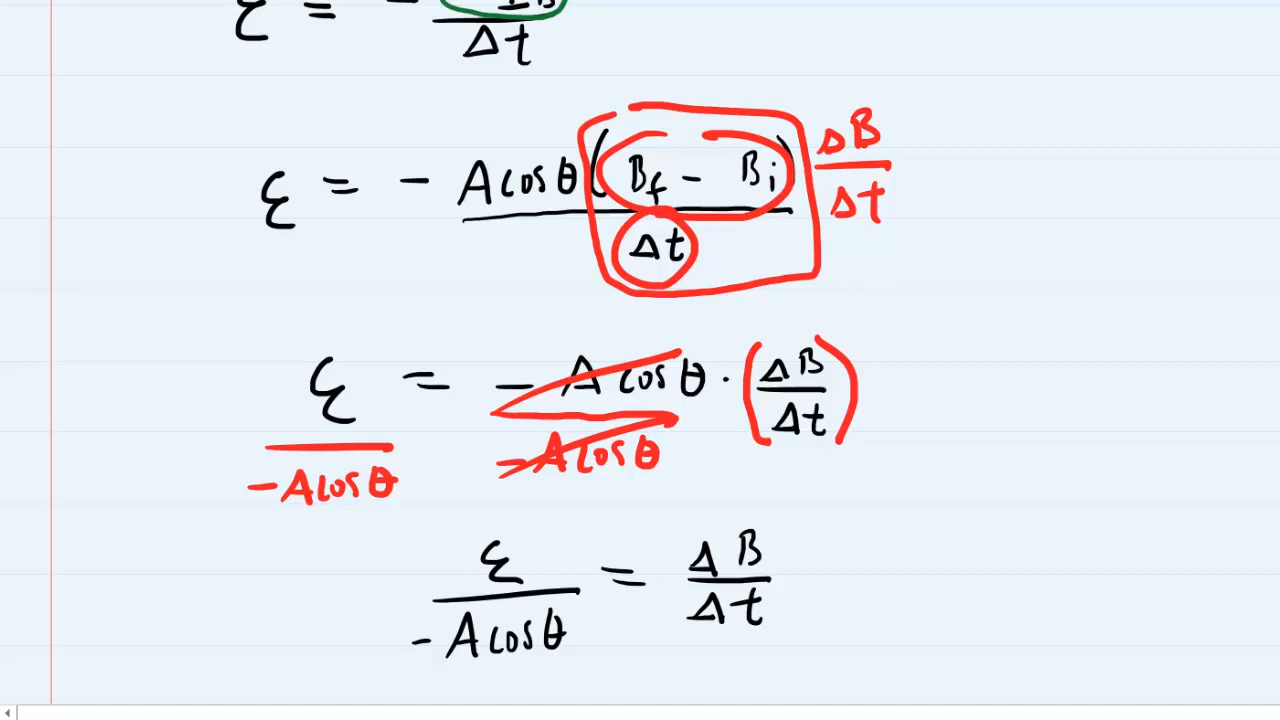 ε = - 
Δt
ε = - A cos θ (B_f - B_i) ΔB
Δt Δt
ε = - A cos θ · (ΔB
Δt)
- A cos θ - A cos θ
ε = ΔB
- A cos θ Δt